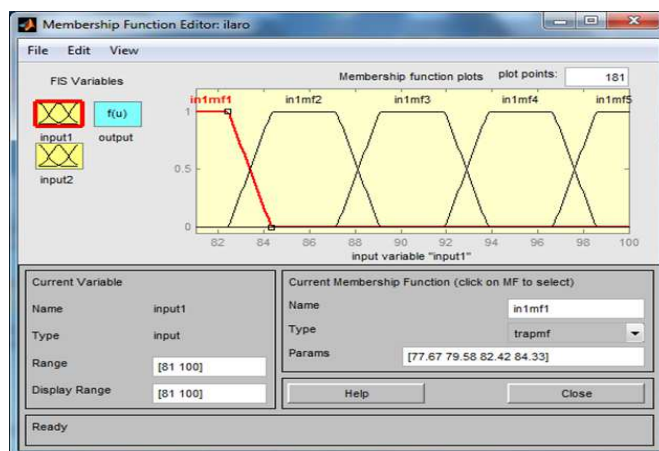 Membership Function Editor: ilaro
File Edit View
FIS Variables
f(u)
input1 output
input2
Membership function plots plot points: 181
in1mf1 in1mf2 in1mf3 in1mf4 in1mf5
1
0.5
0
82 84 86 88 90 92 94 96 98 100
input variable "input1"
Current Variable
Name input1
Type input
Range [81 100]
Display Range [81 100]
Current Membership Function (click on MF to select)
Name in1mf1
Type trapmf
Params [77.67 79.58 82.42 84.33]
Help Close
Ready